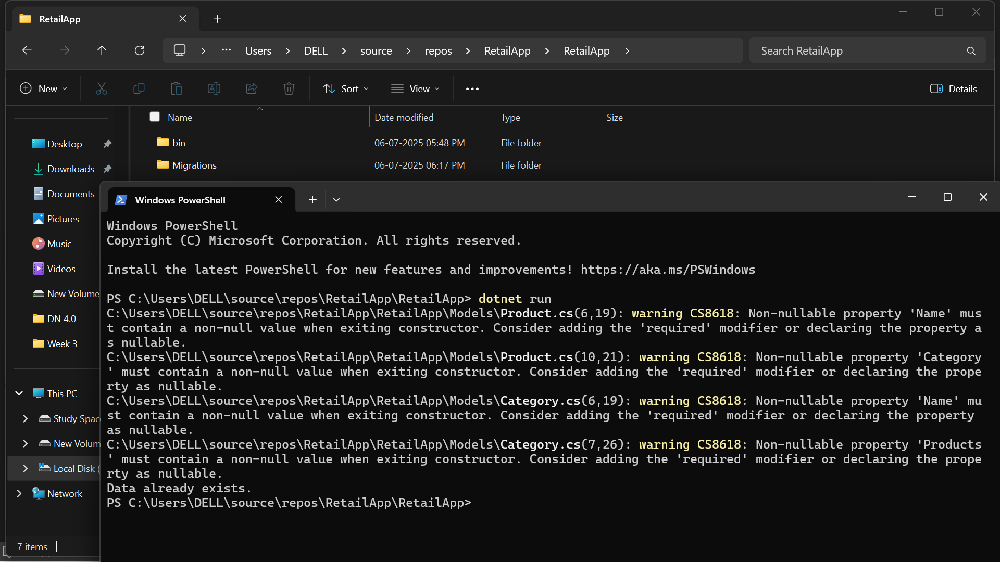 RetailApp
Users > DELL > source > repos > RetailApp > RetailApp >
Search RetailApp
New
Sort
View
Details
Name
Date modified
Type
Size
bin
06-07-2025 05:48 PM
File folder
Migrations
06-07-2025 06:17 PM
File folder
Desktop
Downloads
Documents
Pictures
Music
Videos
New Volume
DN 4.0
Week 3
This PC
Study Spac
New Volum
Local Disk (
Network
7 items
Windows PowerShell
Windows PowerShell
Copyright (C) Microsoft Corporation. All rights reserved.
Install the latest PowerShell for new features and improvements! https://aka.ms/PSWindows
PS C:\Users\DELL\source\repos\RetailApp\RetailApp> dotnet run
C:\Users\DELL\source\repos\RetailApp\RetailApp\Models\Product.cs(6,19): warning CS8618: Non-nullable property 'Name' mus
t contain a non-null value when exiting constructor. Consider adding the 'required' modifier or declaring the property a
s nullable.
C:\Users\DELL\source\repos\RetailApp\RetailApp\Models\Product.cs(10,21): warning CS8618: Non-nullable property 'Category
' must contain a non-null value when exiting constructor. Consider adding the 'required' modifier or declaring the prope
rty as nullable.
C:\Users\DELL\source\repos\RetailApp\RetailApp\Models\Category.cs(6,19): warning CS8618: Non-nullable property 'Name' mu
st contain a non-null value when exiting constructor. Consider adding the 'required' modifier or declaring the property
as nullable.
C:\Users\DELL\source\repos\RetailApp\RetailApp\Models\Category.cs(7,26): warning CS8618: Non-nullable property 'Products
' must contain a non-null value when exiting constructor. Consider adding the 'required' modifier or declaring the prope
rty as nullable.
Data already exists.
PS C:\Users\DELL\source\repos\RetailApp\RetailApp>